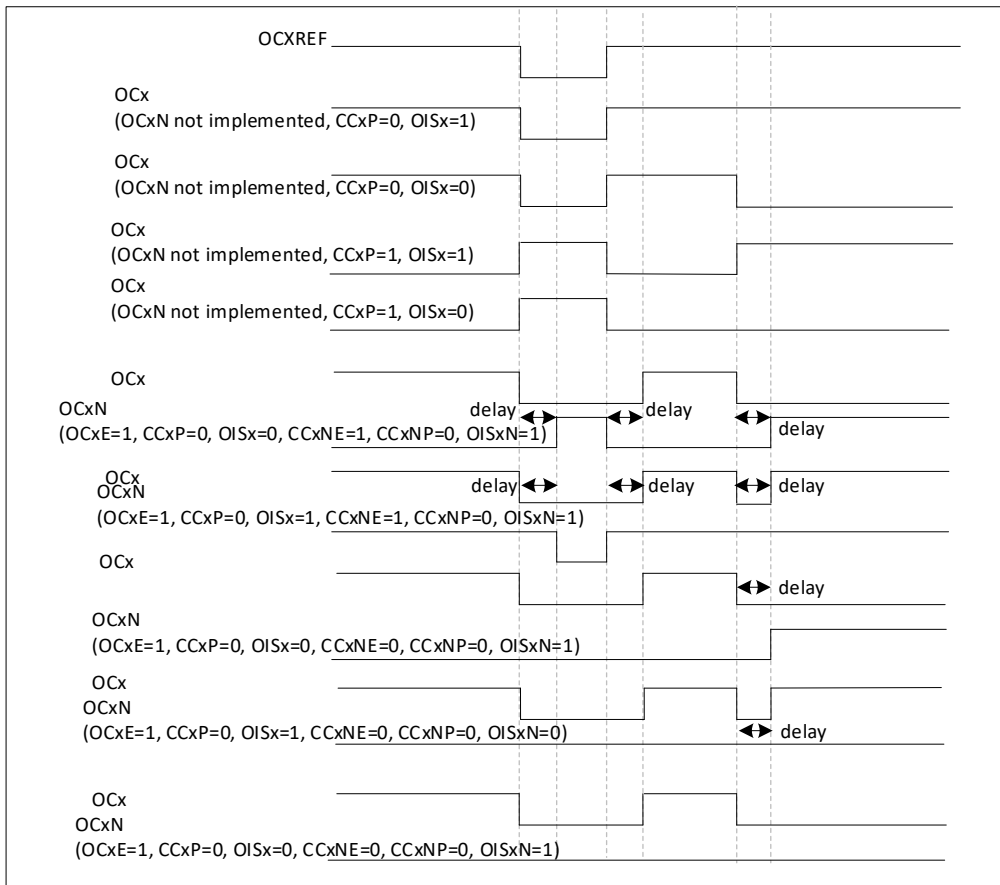 OCXREF
OCx
(OCxN not implemented, CCxP=0, OISx=1)
OCx
(OCxN not implemented, CCxP=0, OISx=0)
OCx
(OCxN not implemented, CCxP=1, OISx=1)
OCx
(OCxN not implemented, CCxP=1, OISx=0)
OCx
OCxN
delay
delay
delay
(OCxE=1, CCxP=0, OISx=0, CCxNE=1, CCxNP=0, OISxN=1)
OCx
delay
delay
delay
OCxN
(OCxE=1, CCxP=0, OISx=1, CCxNE=1, CCxNP=0, OISxN=1)
OCx
delay
OCxN
(OCxE=1, CCxP=0, OISx=0, CCxNE=0, CCxNP=0, OISxN=1)
OCx
OCxN
(OCxE=1, CCxP=0, OISx=1, CCxNE=0, CCxNP=0, OISxN=0)
delay
OCx
OCxN
(OCxE=1, CCxP=0, OISx=0, CCxNE=0, CCxNP=0, OISxN=1)